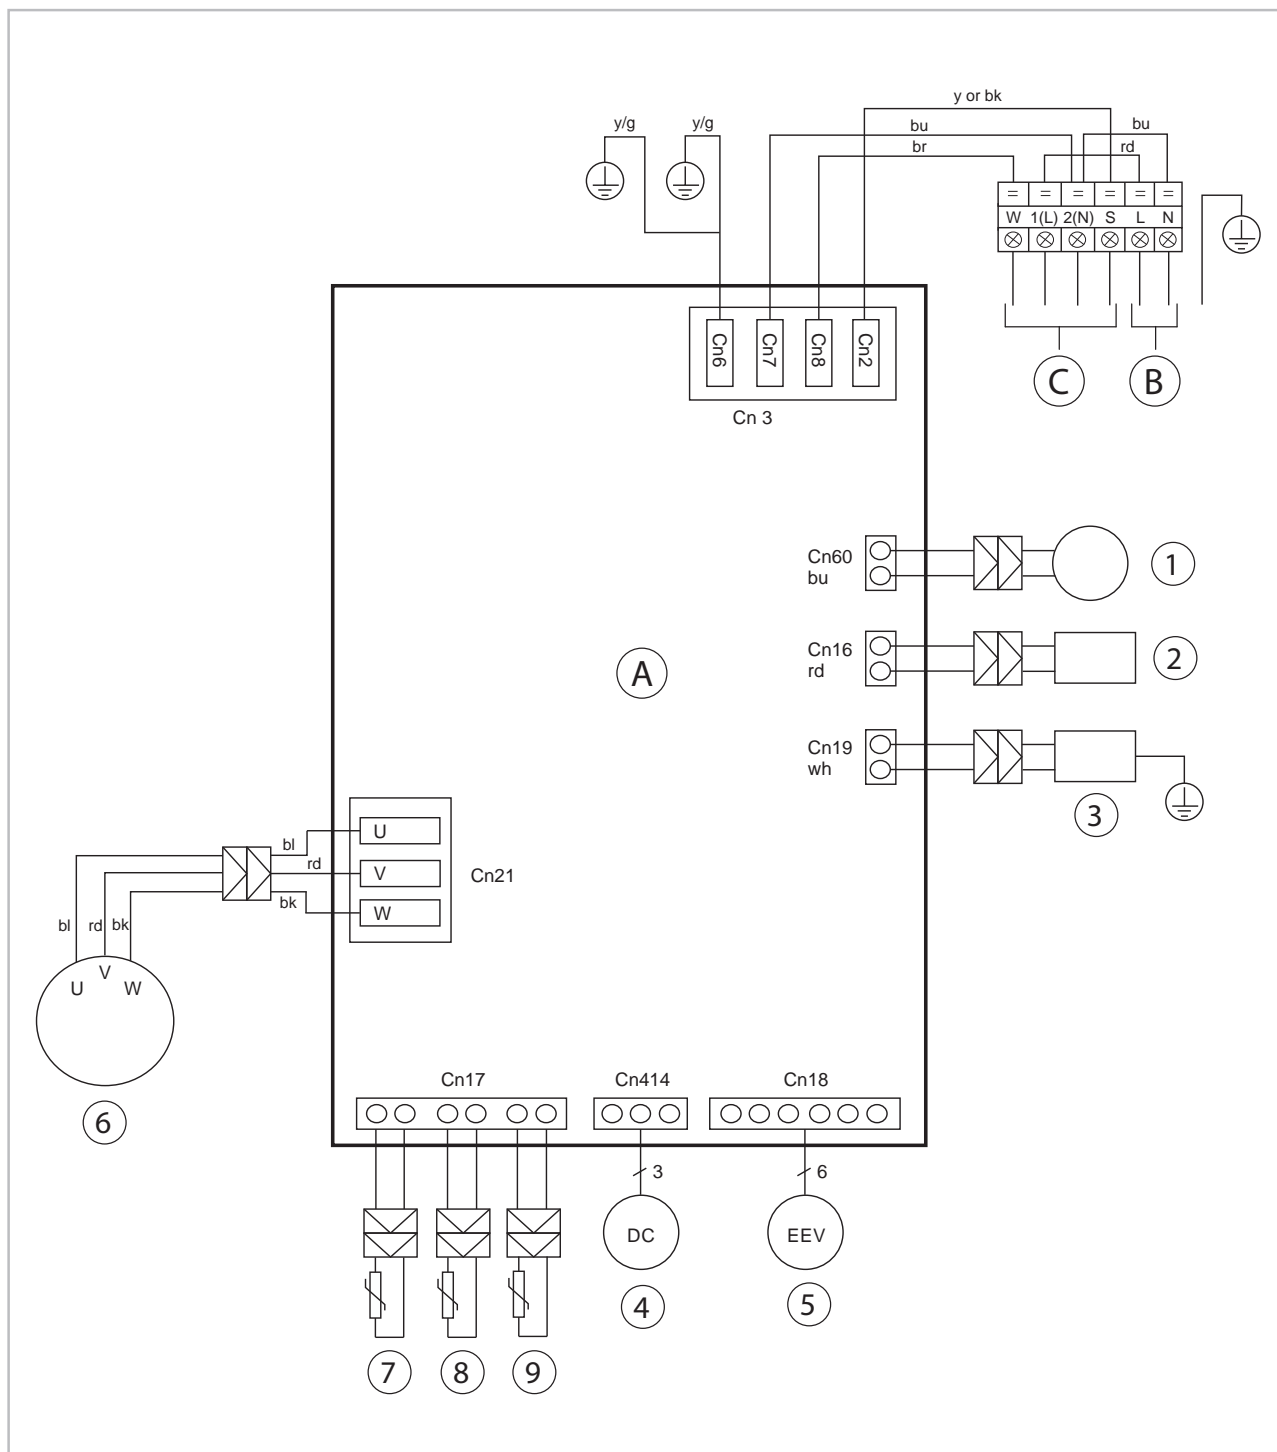 y or bk
y/g
y/g
bu
bu
br
rd
= = = = = =
W 1(L) 2(N) S L N
Cn6
Cn7
Cn8
Cn2
C
B
Cn 3
Cn60
bu
1
Cn16
rd
2
A
Cn19
wh
3
U
V
W
Cn21
bl
rd
bk
bl
rd
bk
U
V
W
6
Cn17
Cn414
Cn18
3
6
DC
EEV
4
5
7
8
9